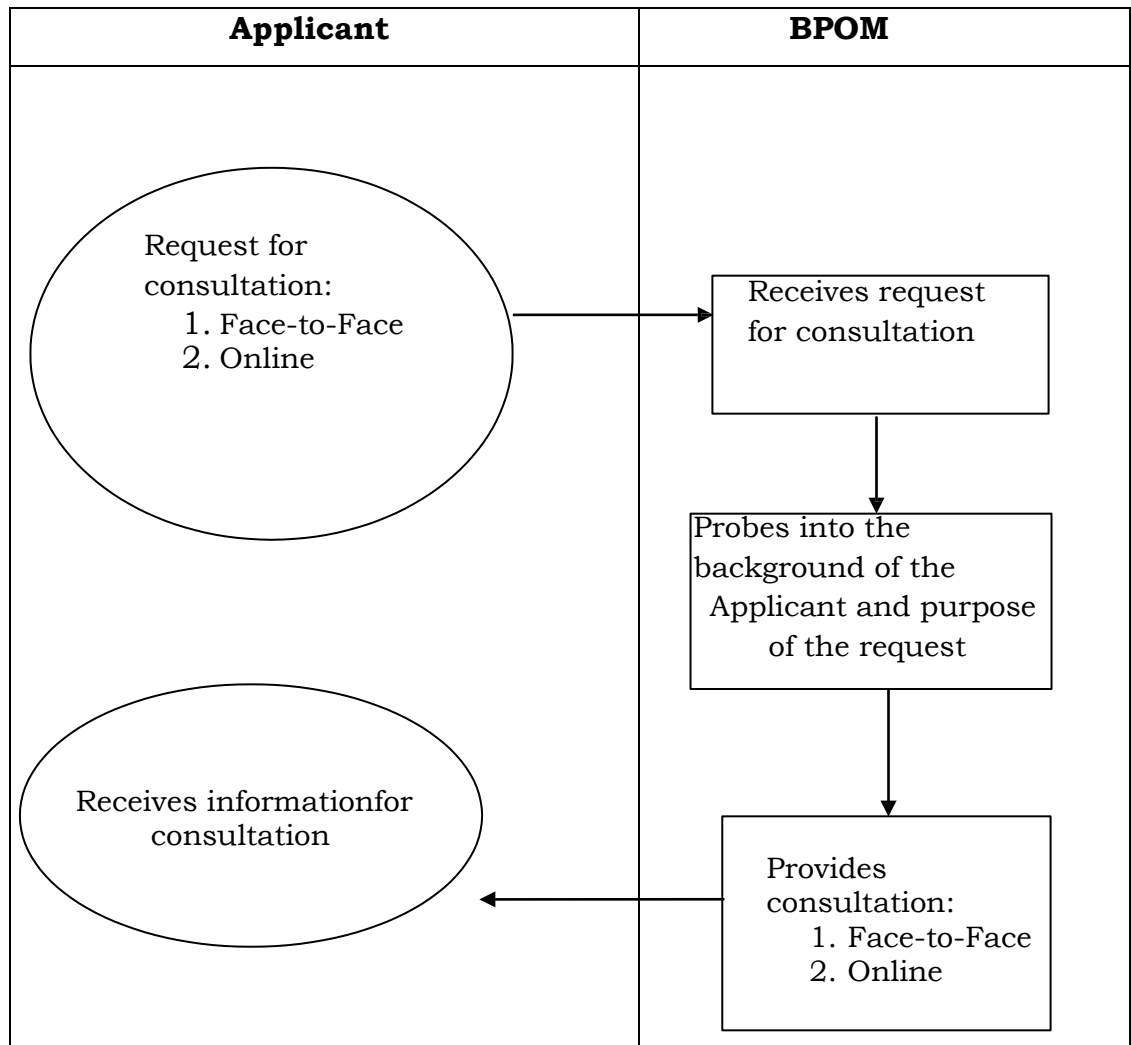 Applicant
BPOM
Request for
consultation:
1. Face-to-Face
2. Online
Receives request
for consultation
Probes into the
background of the
Applicant and purpose
of the request
Provides
consultation:
1. Face-to-Face
2. Online
Receives informationfor
consultation